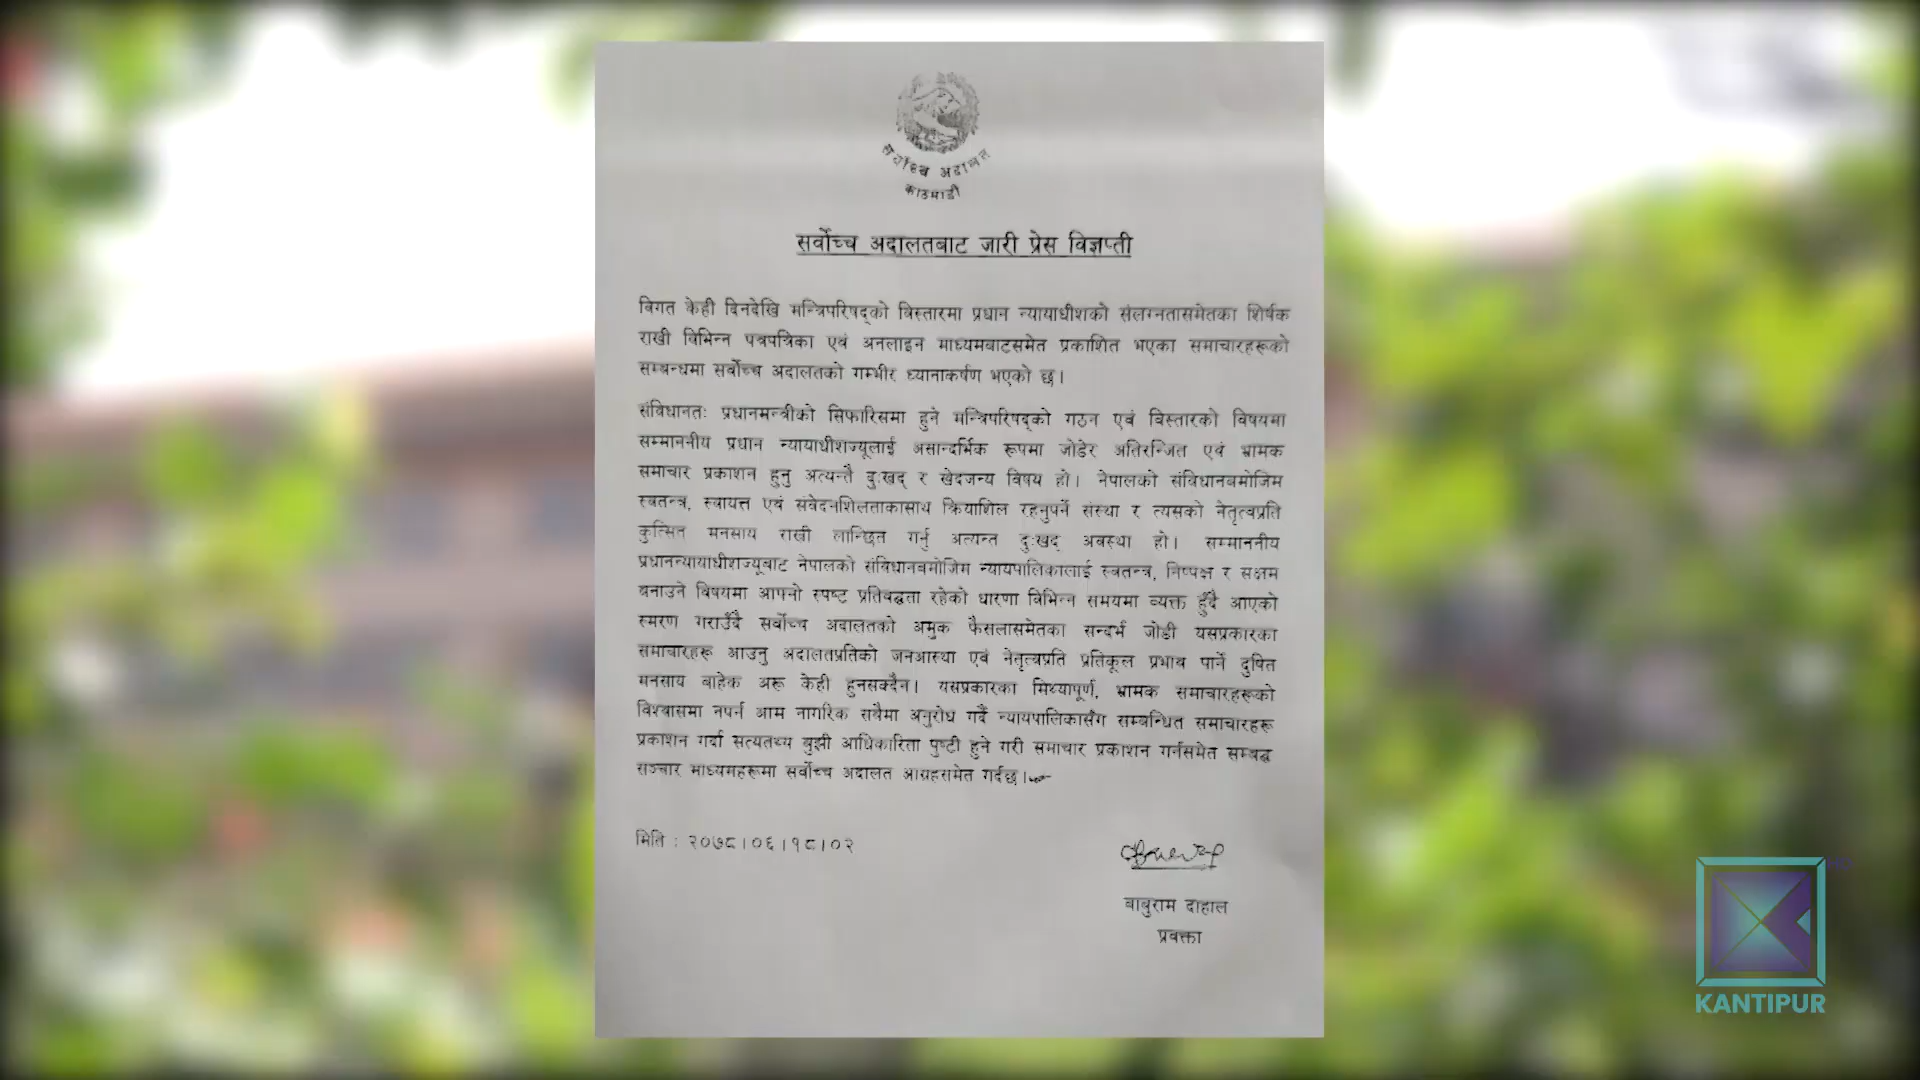 सर्वोच्च अदालत
काठमाडौं
सर्वोच्च अदालतबाट जारी प्रेस विज्ञप्ती
विगत केही दिनदेखि मन्त्रिपरिषद्को विस्तारमा प्रधान न्यायाधीशको संलग्नतासमेतका शिर्षक
राखी विभिन्न पत्रपत्रिका एवं अनलाइन माध्यमबाटसमेत प्रकाशित भएका समाचारहरूको
सम्बन्धमा सर्वोच्च अदालतको गम्भीर ध्यानाकर्षण भएको छ।
संविधानतः प्रधानमन्त्रीको सिफारिसमा हुने मन्त्रिपरिषद्को गठन एवं विस्तारको विषयमा
सम्माननीय प्रधान न्यायाधीशज्यूलाई असान्दर्भिक रूपमा जोडेर अतिरन्जित एवं भ्रामक
समाचार प्रकाशन हुनु अत्यन्तै दुःखद् र खेदजन्य विषय हो। नेपालको संविधानबमोजिम
स्वतन्त्र, स्वायत्त एवं संवेदनशिलताकासाथ क्रियाशिल रहनुपर्ने संस्था र त्यसको नेतृत्वप्रति
कुत्सित मनसाय राखी लान्छित गर्नु अत्यन्त दुःखद् अवस्था हो। सम्माननीय
प्रधानन्यायाधीशज्यूबाट नेपालको संविधानबमोजिम न्यायपालिकालाई स्वतन्त्र, निष्पक्ष र सक्षम
बनाउने विषयमा आफ्नो स्पष्ट प्रतिवद्धता रहेको धारणा विभिन्न समयमा व्यक्त हुँदै आएको
स्मरण गराउँदै सर्वोच्च अदालतको अमुक फैसलासमेतका सन्दर्भ जोडी यसप्रकारका
समाचारहरू आउनु अदालतप्रतिको जनआस्था एवं नेतृत्वप्रति प्रतिकूल प्रभाव पार्ने दुषित
मनसाय बाहेक अरू केही हुनसक्दैन। यसप्रकारका मिथ्यापूर्ण, भ्रामक समाचारहरूको
विश्वासमा नपर्न आम नागरिक सबैमा अनुरोध गर्दै न्यायपालिकासँग सम्बन्धित समाचारहरू
प्रकाशन गर्दा सत्यतथ्य बुझी आधिकारिता पुष्टी हुने गरी समाचार प्रकाशन गर्नसमेत सम्बद्ध
सञ्चार माध्यमहरूमा सर्वोच्च अदालत आग्रहसमेत गर्दछ।
मिति : २०७८।०६।१८।०२
बाबुराम दाहाल
प्रवक्ता
KANTIPUR